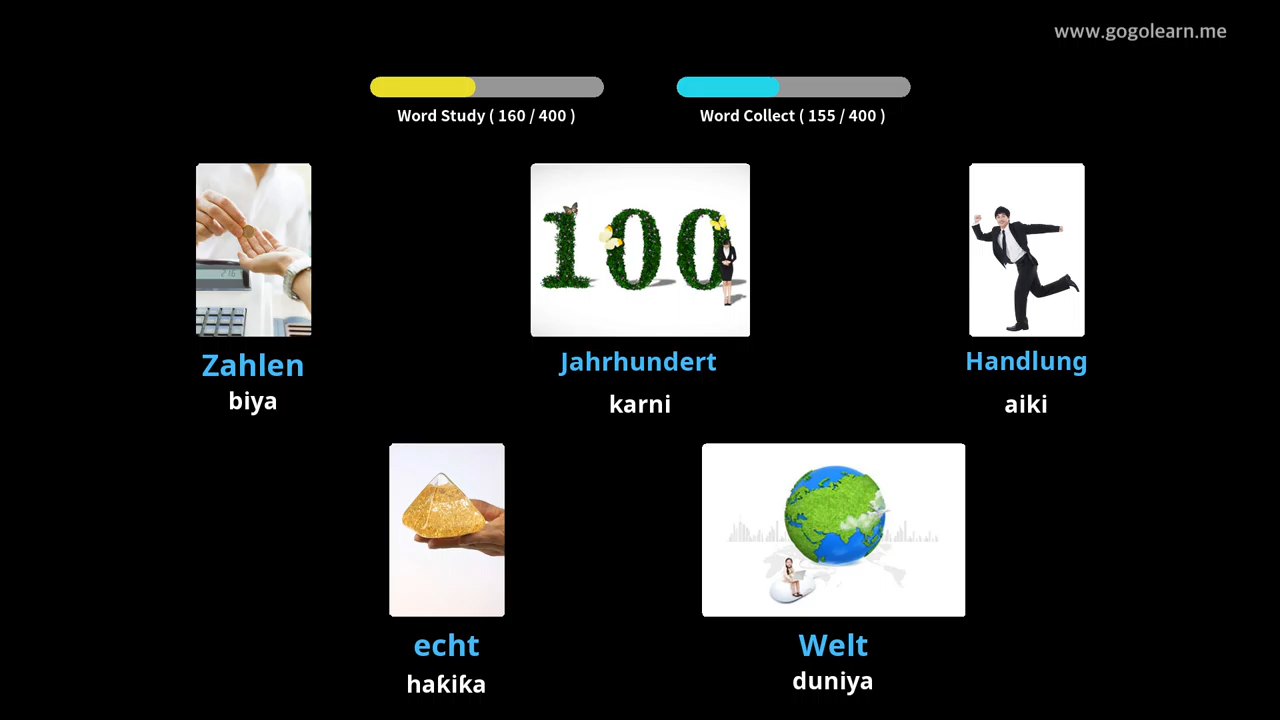 www.gogolearn.me
Word Study ( 160 / 400 )
Word Collect ( 155 / 400 )
Zahlen
biya
Jahrhundert
karni
Handlung
aiki
echt
haƙiƙa
Welt
duniya